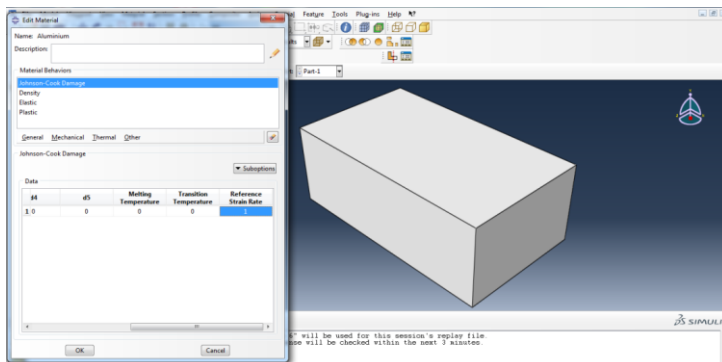 Edit Material
Feature Tools Plug-ins Help
Name: Aluminium
Description:
Part-1
Material Behaviors
Johnson-Cook Damage
Density
Elastic
Plastic
General Mechanical Thermal Other
Johnson-Cook Damage
Suboptions
Data
d4 d5 Melting Temperature Transition Temperature Reference Strain Rate
1 0 0 0 0 1
OK Cancel
SIMULI
" will be used for this session's replay file.
nse will be checked within the next 3 minutes.